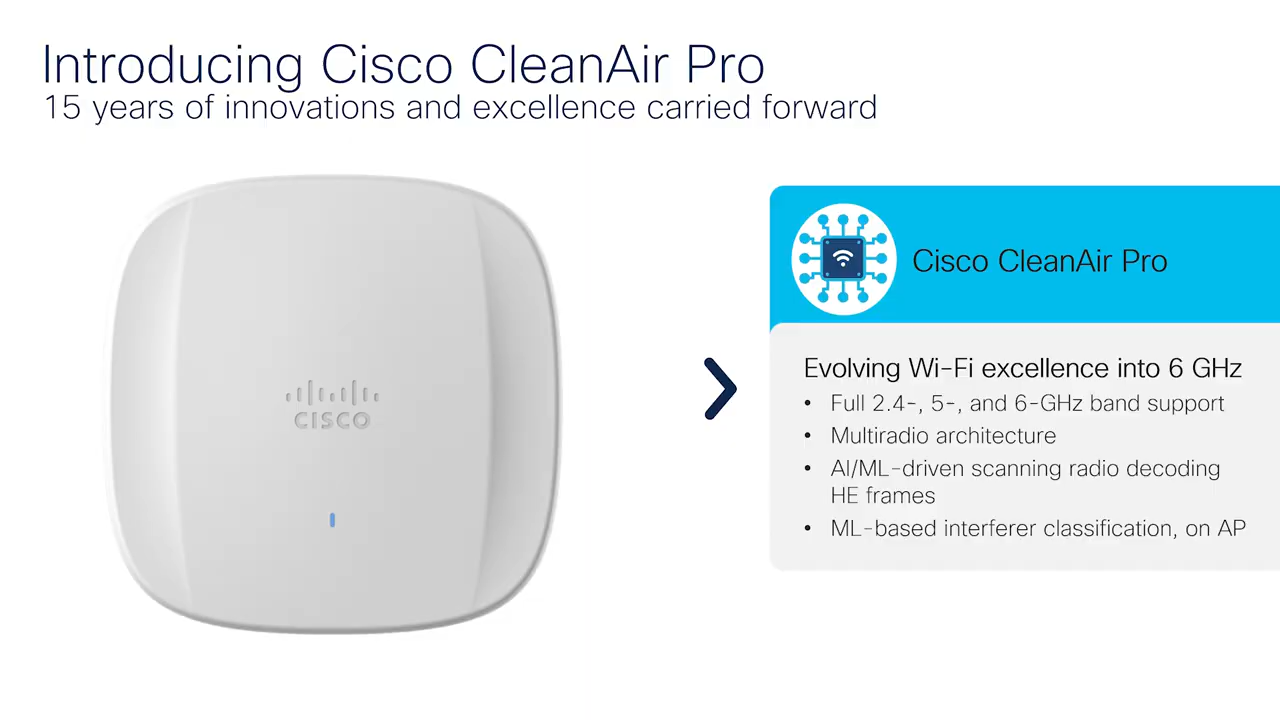 Introducing Cisco CleanAir Pro
15 years of innovations and excellence carried forward
CISCO
Cisco CleanAir Pro
Evolving Wi-Fi excellence into 6 GHz
• Full 2.4-, 5-, and 6-GHz band support
• Multiradio architecture
• AI/ML-driven scanning radio decoding
HE frames
• ML-based interferer classification, on AP